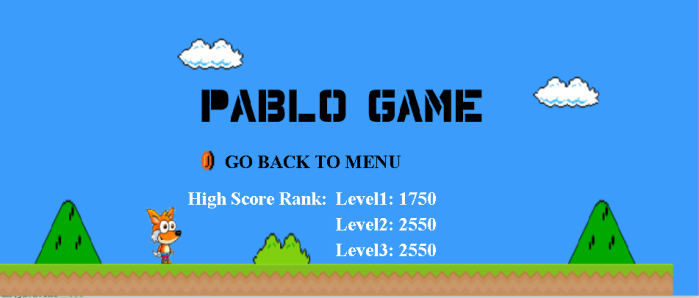 PABLO GAME
GO BACK TO MENU
High Score Rank: Level1: 1750
Level2: 2550
Level3: 2550